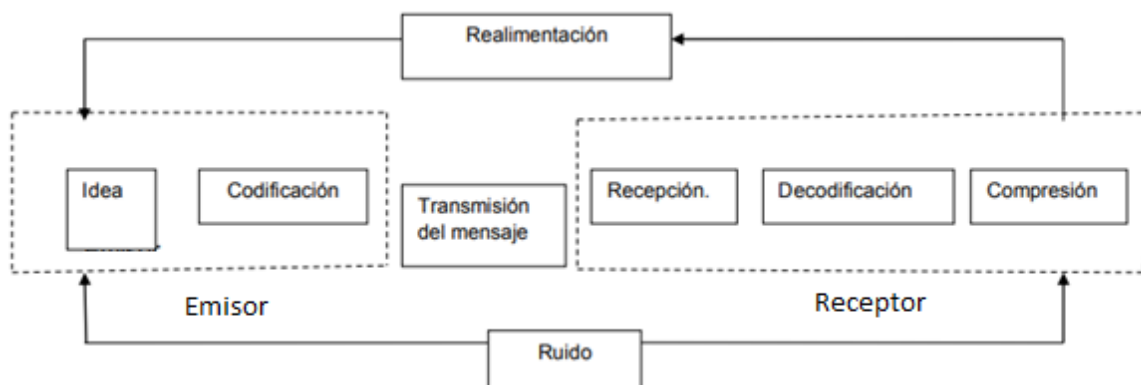 Realimentación
Idea
Codificación
Transmisión
del mensaje
Recepción.
Decodificación
Compresión
Emisor
Receptor
Ruido